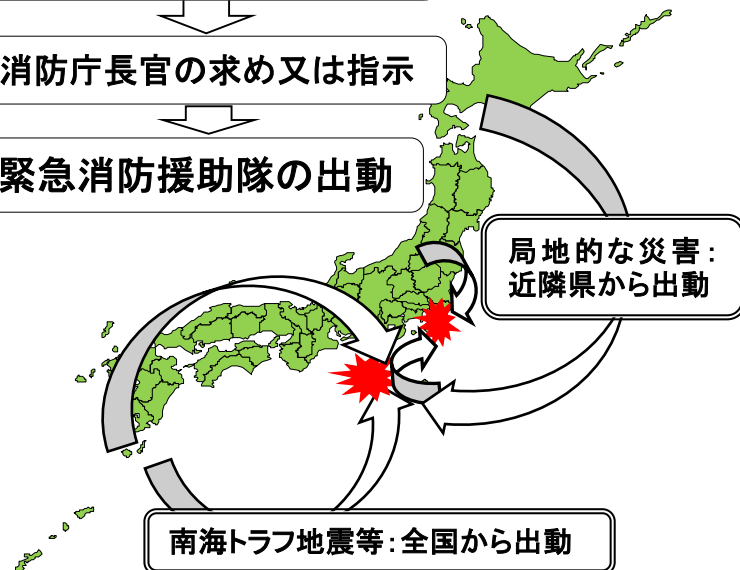 消防庁長官の求め又は指示
緊急消防援助隊の出動
局地的な災害：
近隣県から出動
南海トラフ地震等：全国から出動